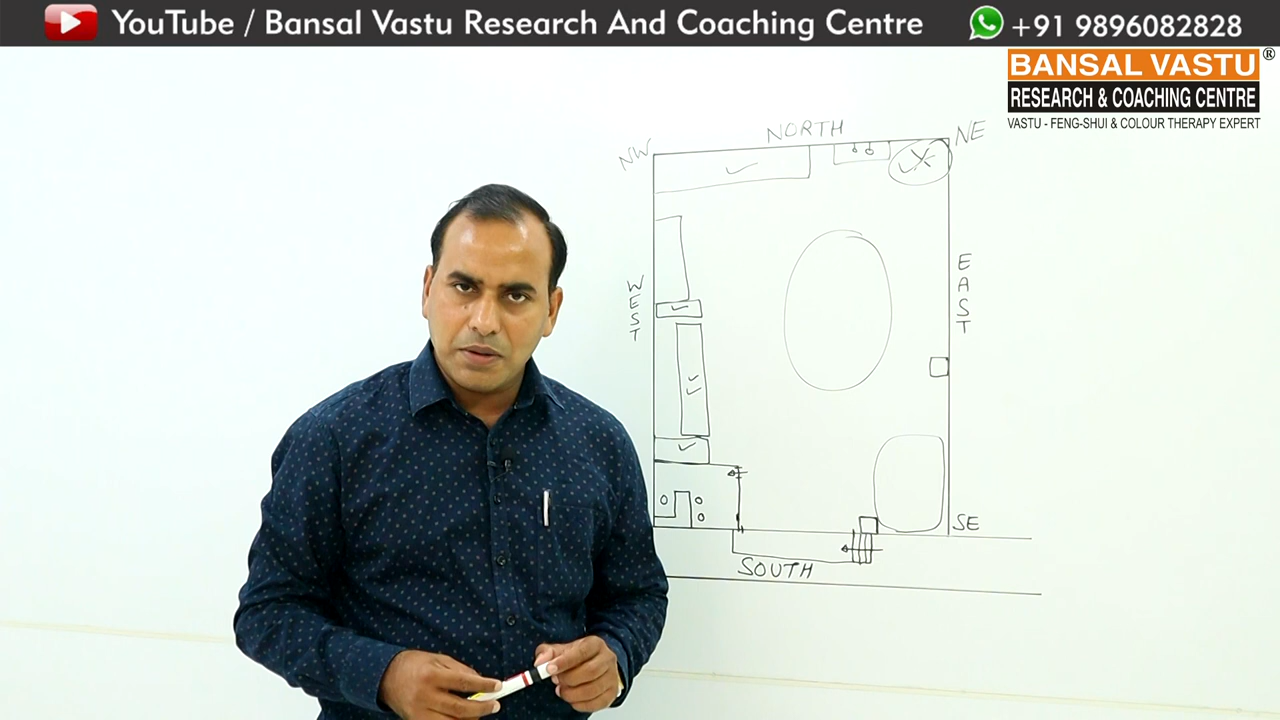 YouTube / Bansal Vastu Research And Coaching Centre
+91 9896082828
BANSAL VASTU®
RESEARCH & COACHING CENTRE
VASTU - FENG-SHUI & COLOUR THERAPY EXPERT
NW
NORTH
NE
WEST
EAST
SE
SOUTH